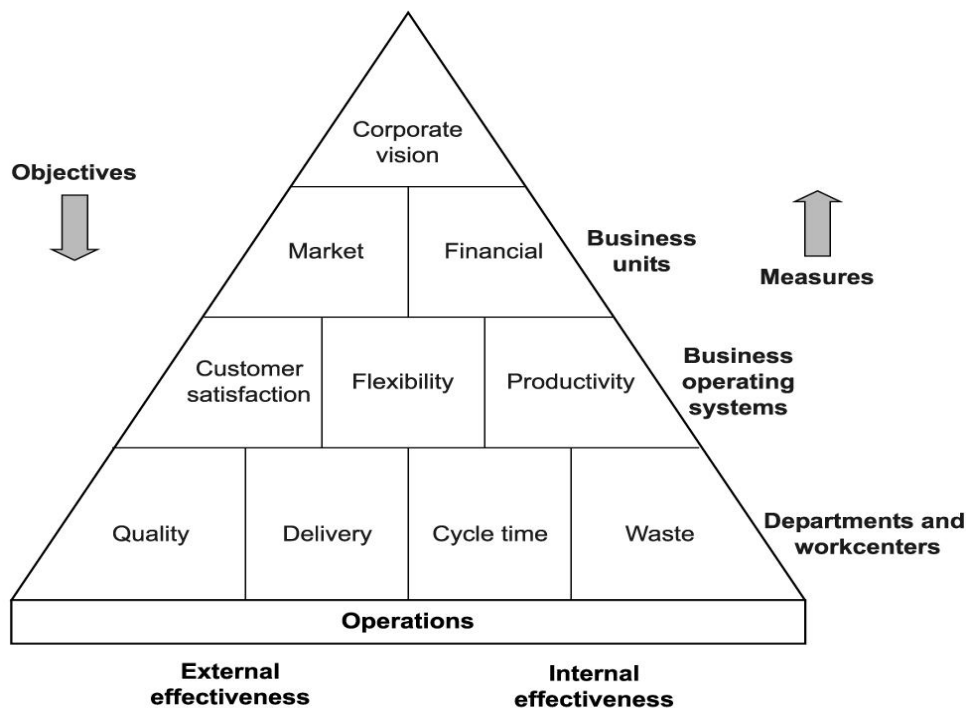 Corporate
vision
Objectives
Market
Financial
Business
units
Measures
Customer
satisfaction
Flexibility
Productivity
Business
operating
systems
Quality
Delivery
Cycle time
Waste
Departments and
workcenters
Operations
External
effectiveness
Internal
effectiveness